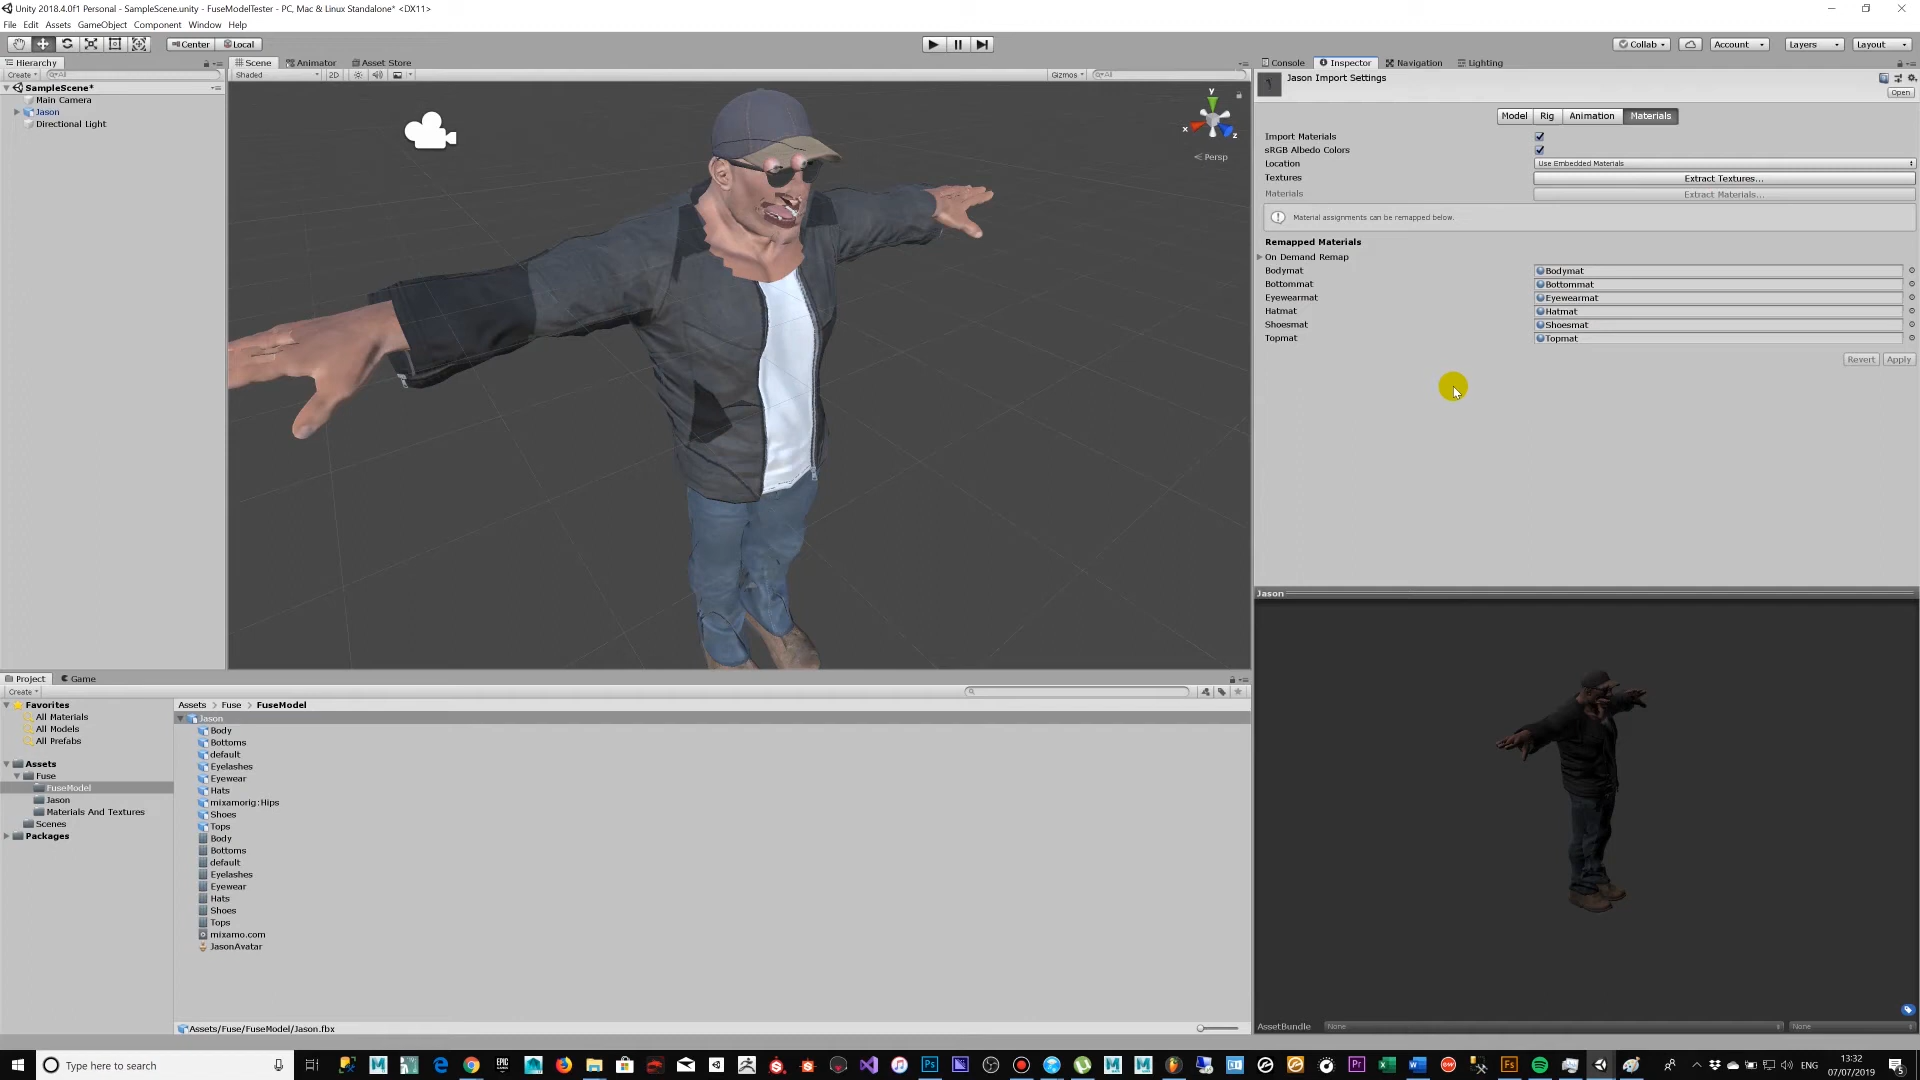 Unity 2018.4.0f1 Personal - SampleScene.unity - FuseModelTester - PC, Mac & Linux Standalone* <DX11>
File Edit Assets GameObject Component Window Help
Center Local Collab Account Layers Layout
Hierarchy
Create All
SampleScene*
Main Camera
Jason
Directional Light
Scene Animator Asset Store
Shaded 2D Gizmos All
y
x
z
Persp
Console Inspector Navigation Lighting
Jason Import Settings
Open
Model Rig Animation Materials
Import Materials
sRGB Albedo Colors
Location Use Embedded Materials
Textures Extract Textures...
Materials Extract Materials...
Material assignments can be remapped below.
Remapped Materials
On Demand Remap
Bodymat Bodymat
Bottommat Bottommat
Eyewearmat Eyewearmat
Hatmat Hatmat
Shoesmat Shoesmat
Topmat Topmat
Revert Apply
Jason
AssetBundle None None
Project Game
Create
Favorites
All Materials
All Models
All Prefabs
Assets
Fuse
FuseModel
Jason
Materials And Textures
Scenes
Packages
Assets > Fuse > FuseModel
Jason
Body
Bottoms
default
Eyelashes
Eyewear
Hats
mixamorig:Hips
Shoes
Tops
Body
Bottoms
default
Eyelashes
Eyewear
Hats
Shoes
Tops
mixamo.com
JasonAvatar
Assets/Fuse/FuseModel/Jason.fbx
Type here to search
ENG
13:32
07/07/2019